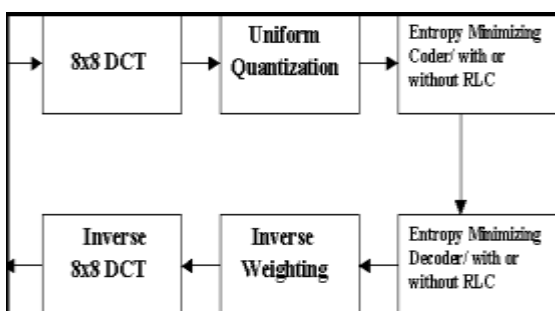 8x8 DCT
Uniform
Quantization
Entropy Minimizing
Coder/ with or
without RLC
Inverse
8x8 DCT
Inverse
Weighting
Entropy Minimizing
Decoder/ with or
without RLC